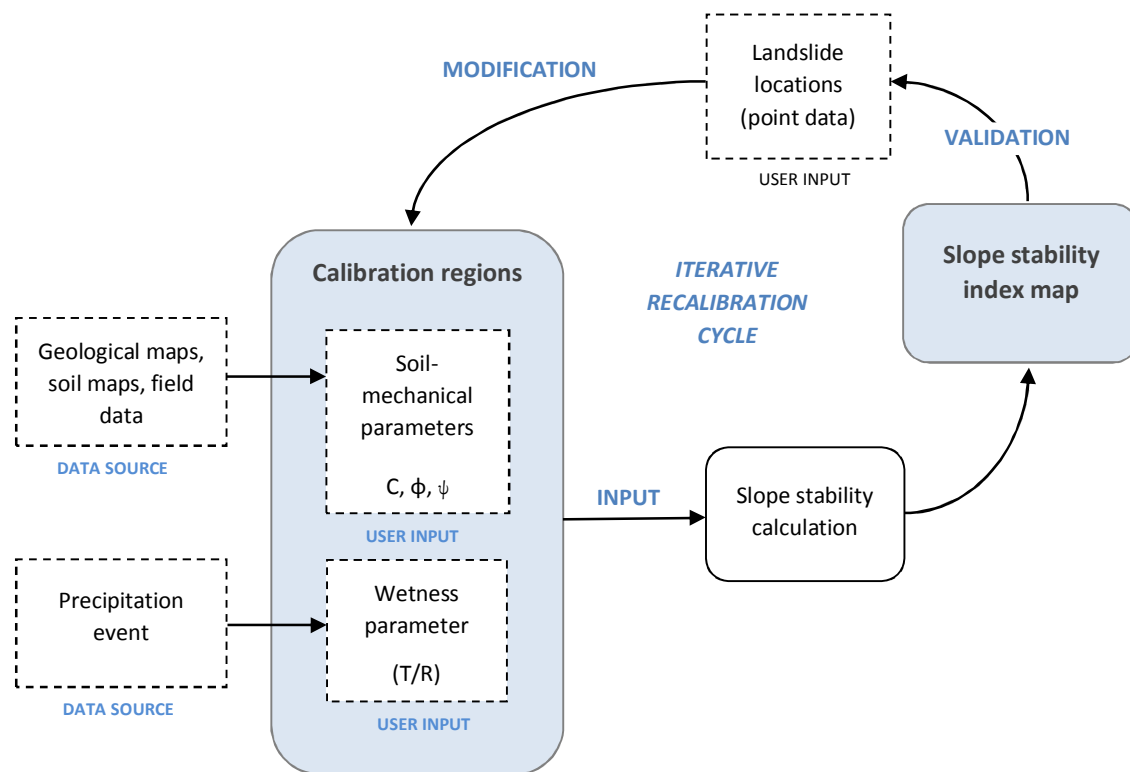 MODIFICATION
Landslide
locations
(point data)
USER INPUT
VALIDATION
Calibration regions
ITERATIVE
RECALIBRATION
CYCLE
Slope stability
index map
Geological maps,
soil maps, field
data
DATA SOURCE
Soil-
mechanical
parameters
C, ϕ, ψ
USER INPUT
INPUT
Slope stability
calculation
Precipitation
event
DATA SOURCE
Wetness
parameter
(T/R)
USER INPUT